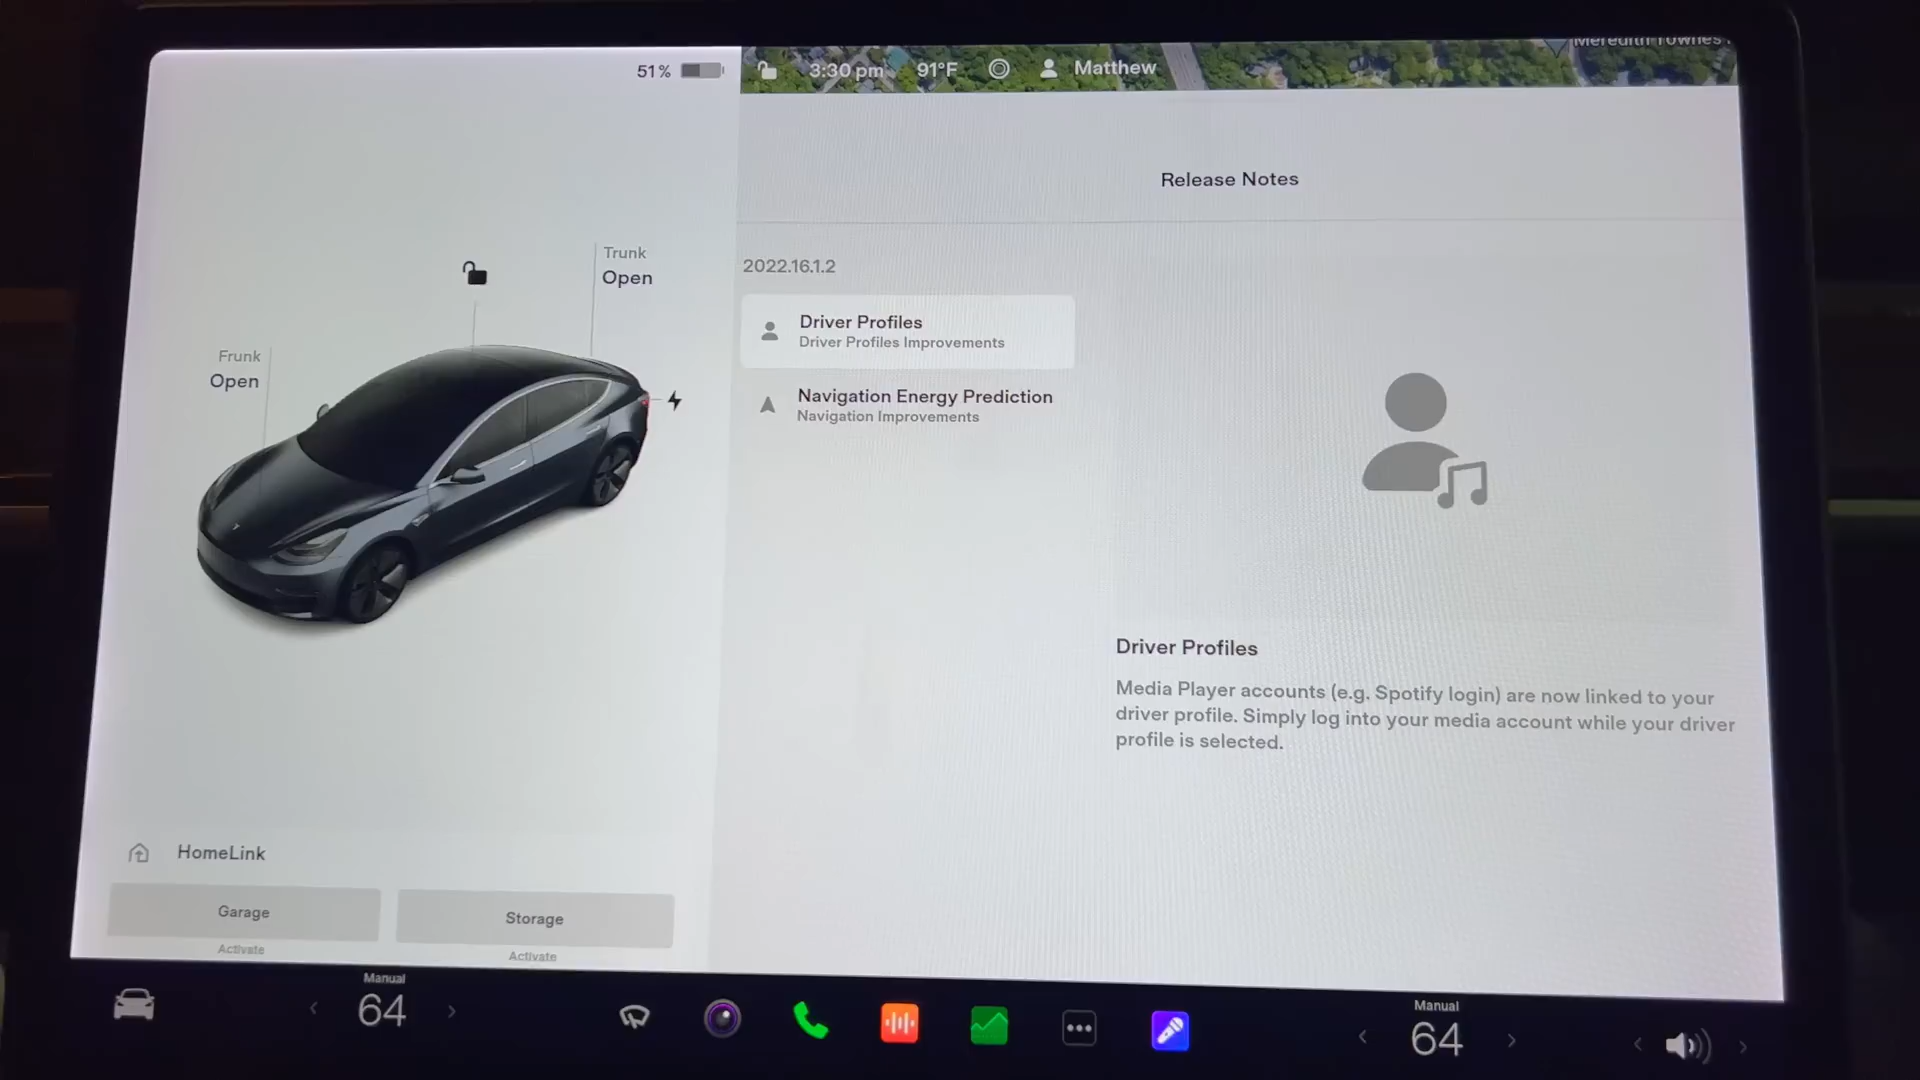 51%
3:30 pm
91°F
Matthew
Meredith Townes
Release Notes
Trunk
Open
Frunk
Open
2022.16.1.2
Driver Profiles
Driver Profiles Improvements
Navigation Energy Prediction
Navigation Improvements
Driver Profiles
Media Player accounts (e.g. Spotify login) are now linked to your
driver profile. Simply log into your media account while your driver
profile is selected.
HomeLink
Garage
Storage
Activate
Activate
Manual
64
Manual
64